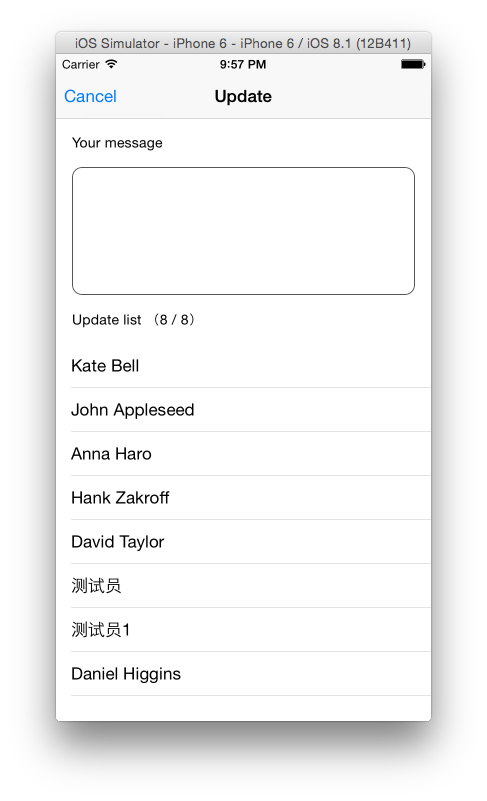 iOS Simulator - iPhone 6 - iPhone 6 / iOS 8.1 (12B411)
Carrier 9:57 PM
Cancel Update
Your message
Update list （8 / 8）
Kate Bell
John Appleseed
Anna Haro
Hank Zakroff
David Taylor
测试员
测试员1
Daniel Higgins